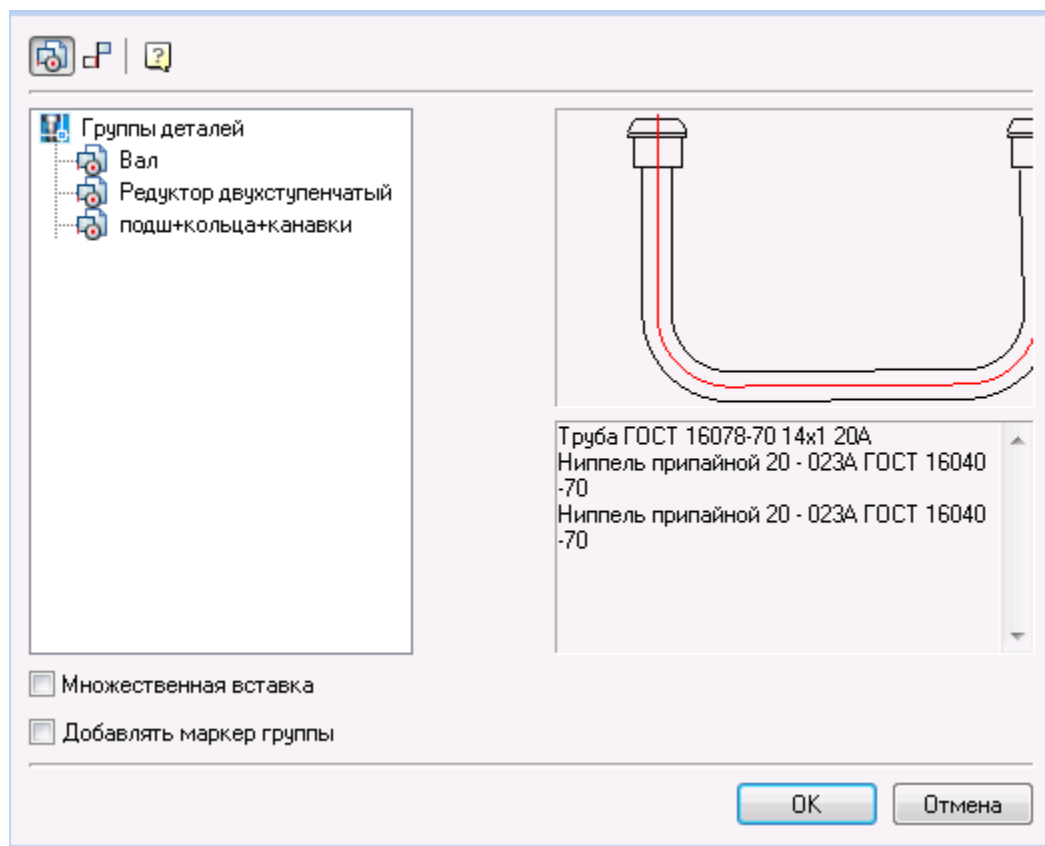 Группы деталей
Вал
Редуктор двухступенчатый
подш+кольца+канавки
Труба ГОСТ 16078-70 14x1 20А
Ниппель припайной 20 - 023А ГОСТ 16040
-70
Ниппель припайной 20 - 023А ГОСТ 16040
-70
Множественная вставка
Добавлять маркер группы
OK
Отмена